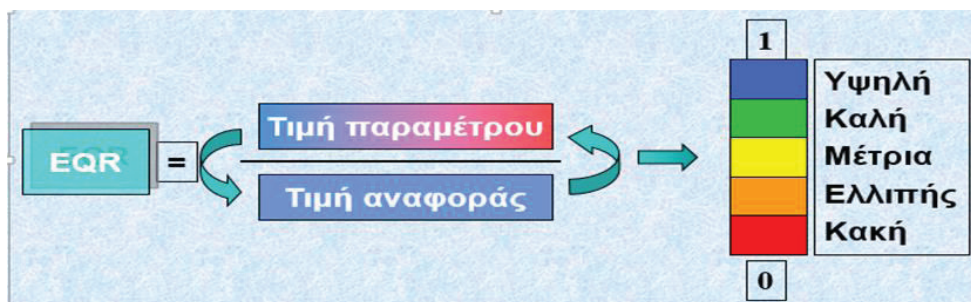 EQR
=
Τιμή παραμέτρου
Τιμή αναφοράς
1
Υψηλή
Καλή
Μέτρια
Ελλιπής
Κακή
0